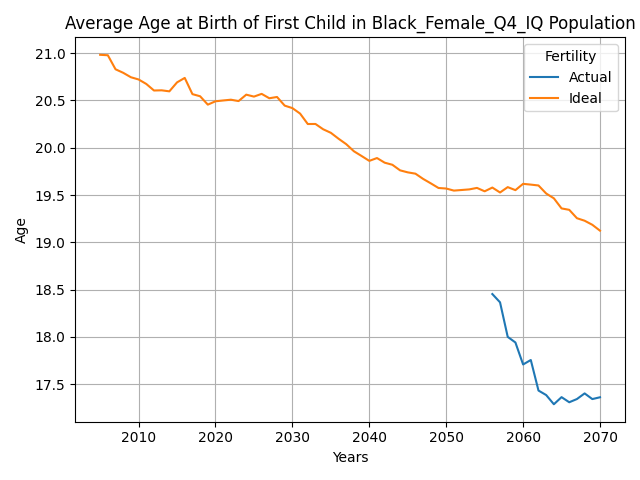 Average Age at Birth of First Child in Black_Female_Q4_IQ Population
Fertility
Actual
Ideal
21.0
20.5
20.0
19.5
19.0
18.5
18.0
17.5
Age
2010 2020 2030 2040 2050 2060 2070
Years